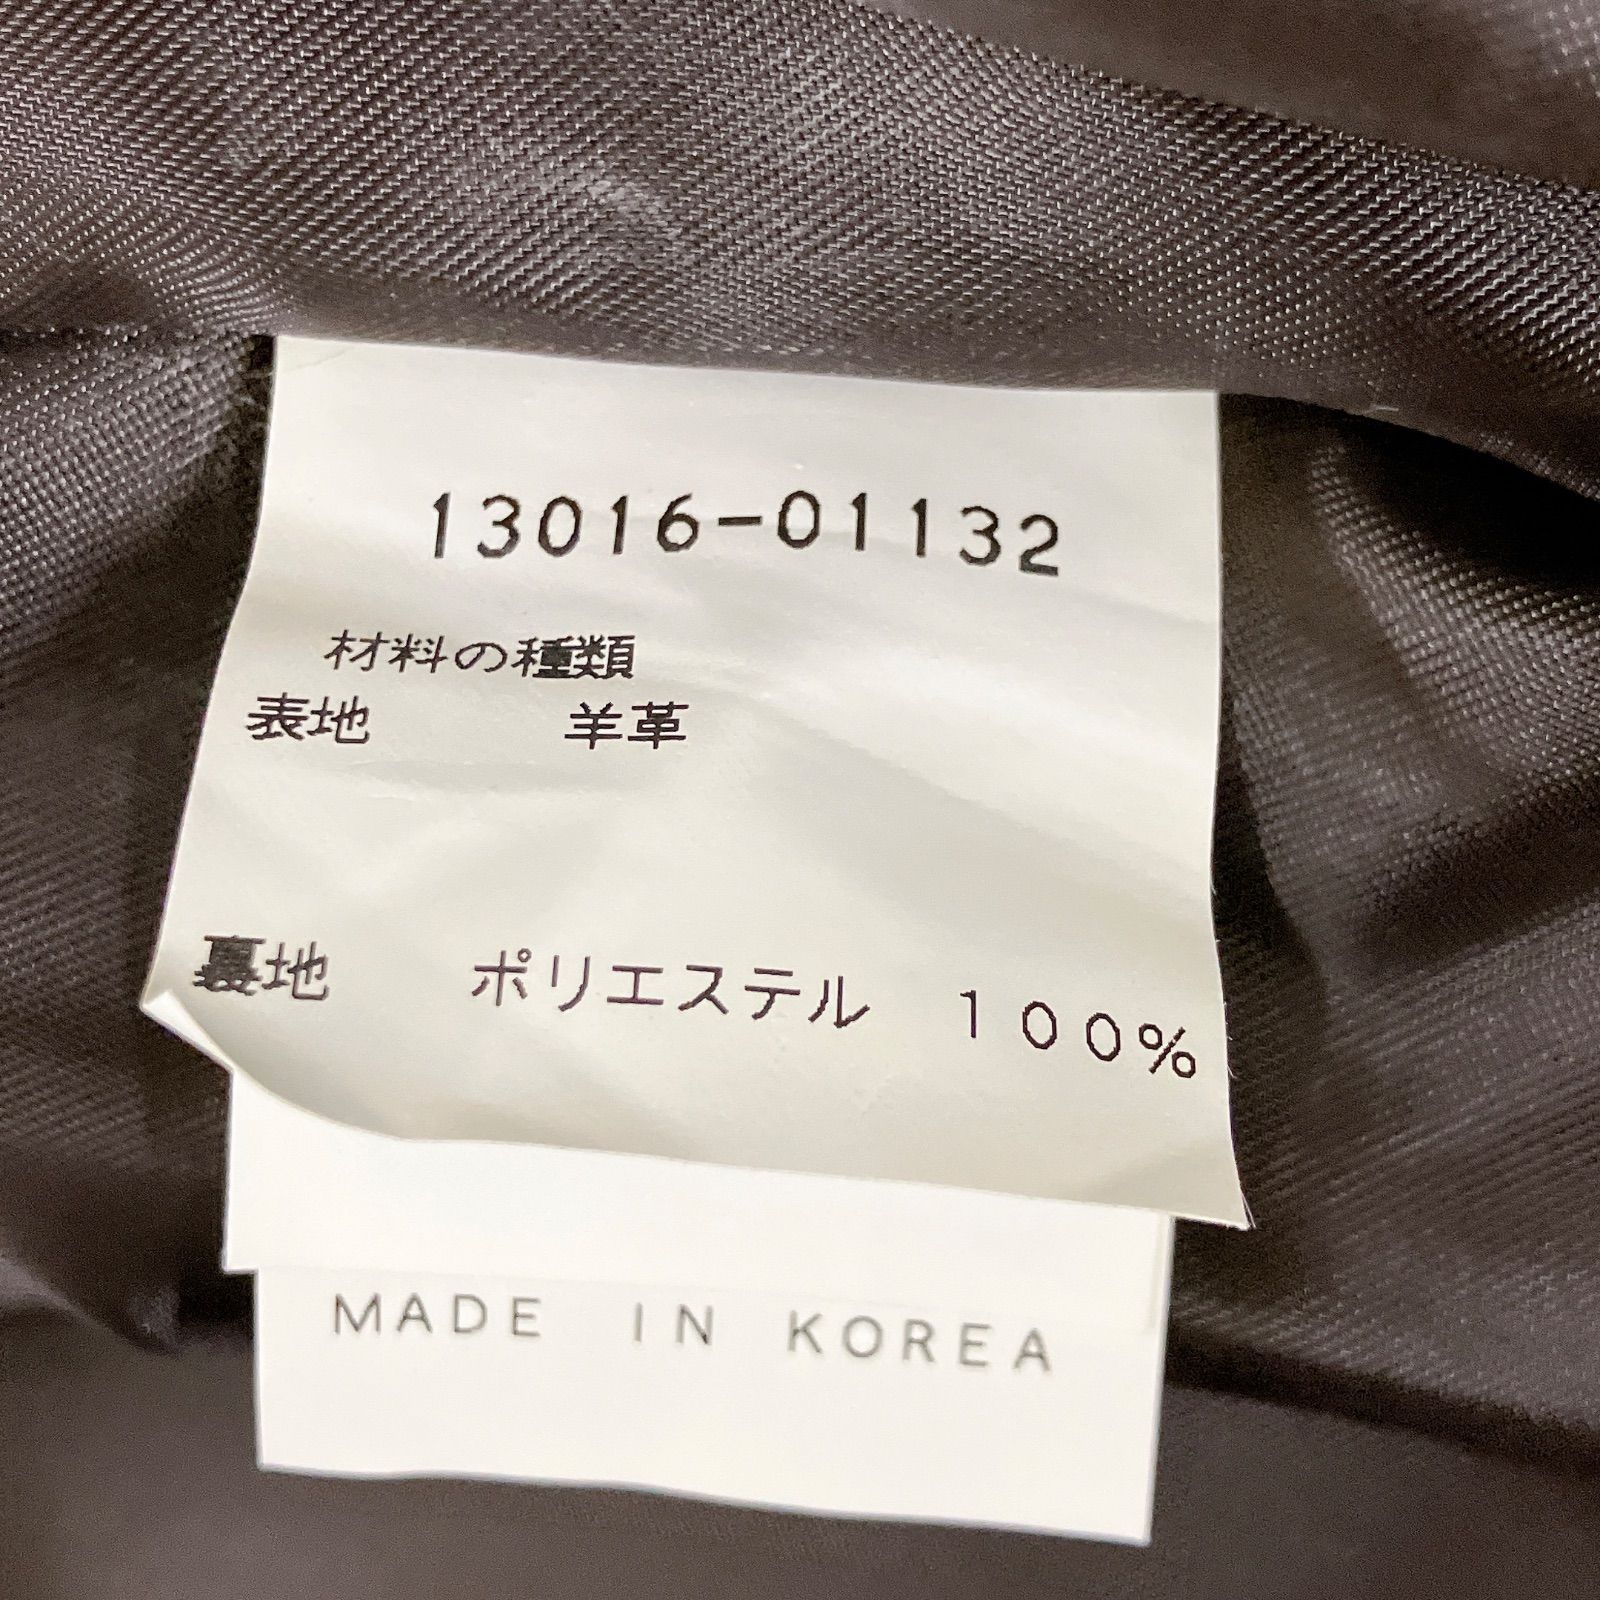 13016-01132
材料の種類
表地 羊革
裏地 ポリエステル 100%
MADE IN KOREA